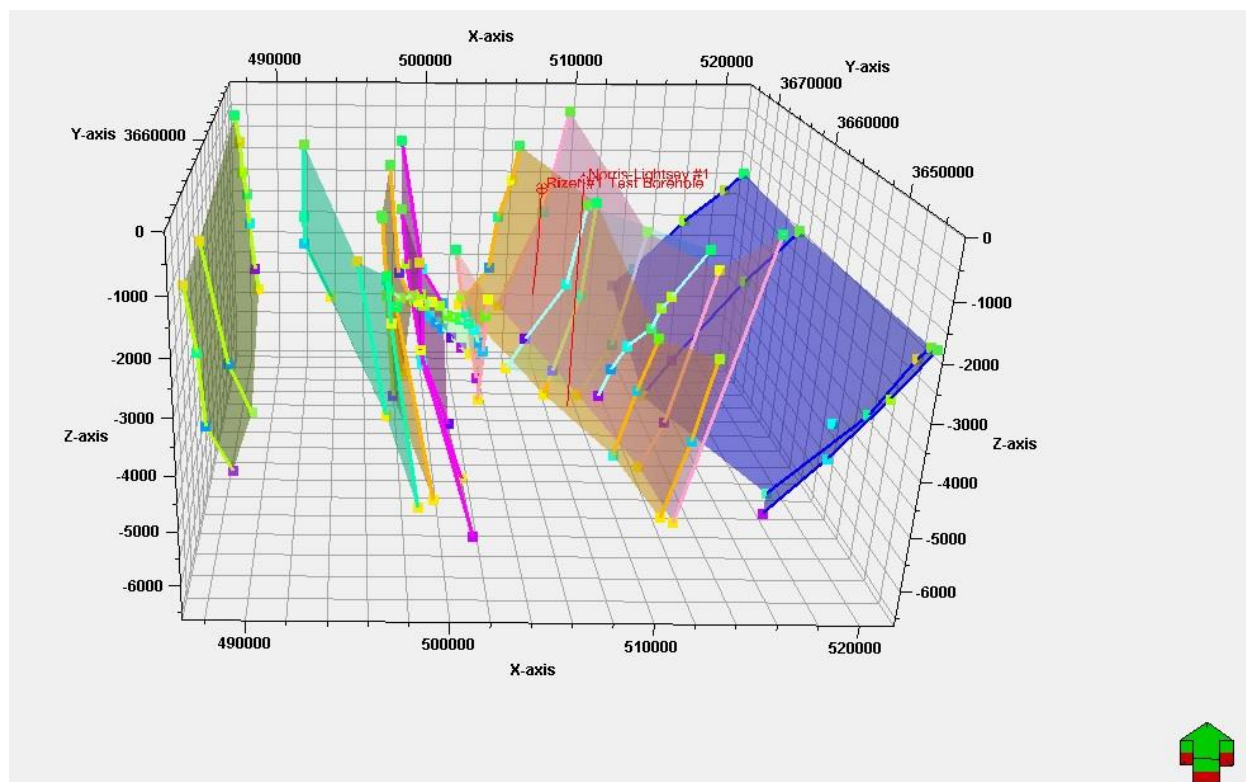 X-axis
490000 500000 510000 520000
Y-axis
3670000
Y-axis 3660000
3660000
3650000
Norris-Lightsey #1
Rizer #1 Test Borehole
0 0
-1000 -1000
-2000 -2000
-3000 -3000
Z-axis Z-axis
-4000 -4000
-5000 -5000
-6000 -6000
490000 500000 510000 520000
X-axis